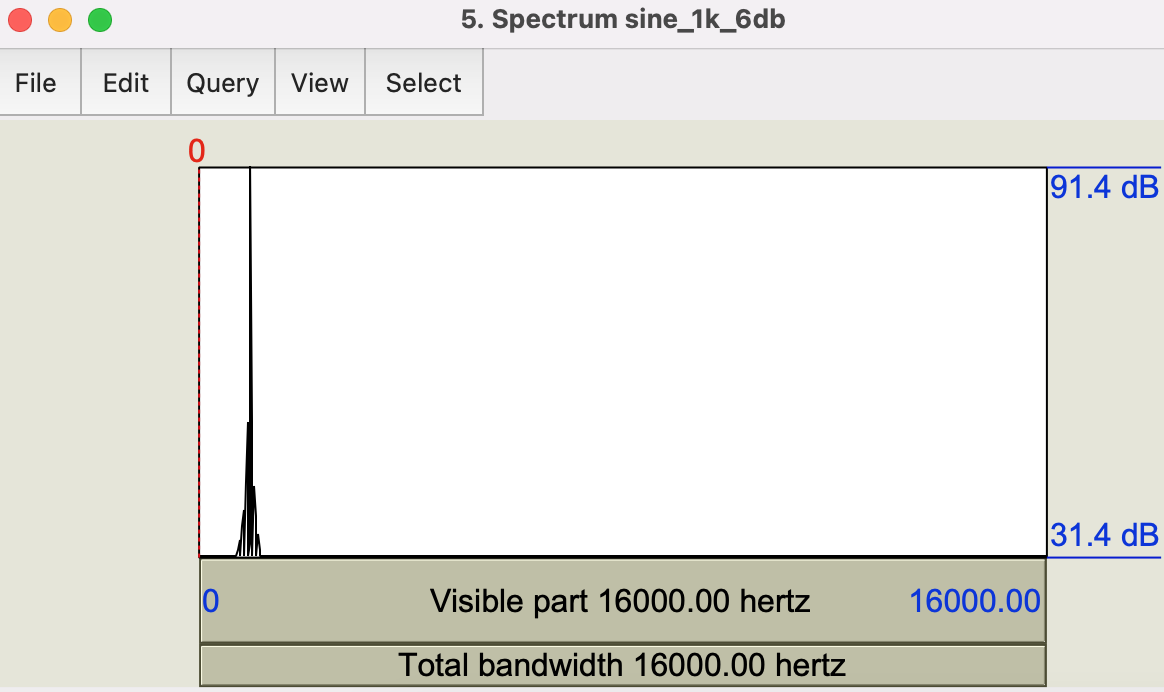 5. Spectrum sine_1k_6db
File Edit Query View Select
0
91.4 dB
31.4 dB
0 Visible part 16000.00 hertz 16000.00
Total bandwidth 16000.00 hertz